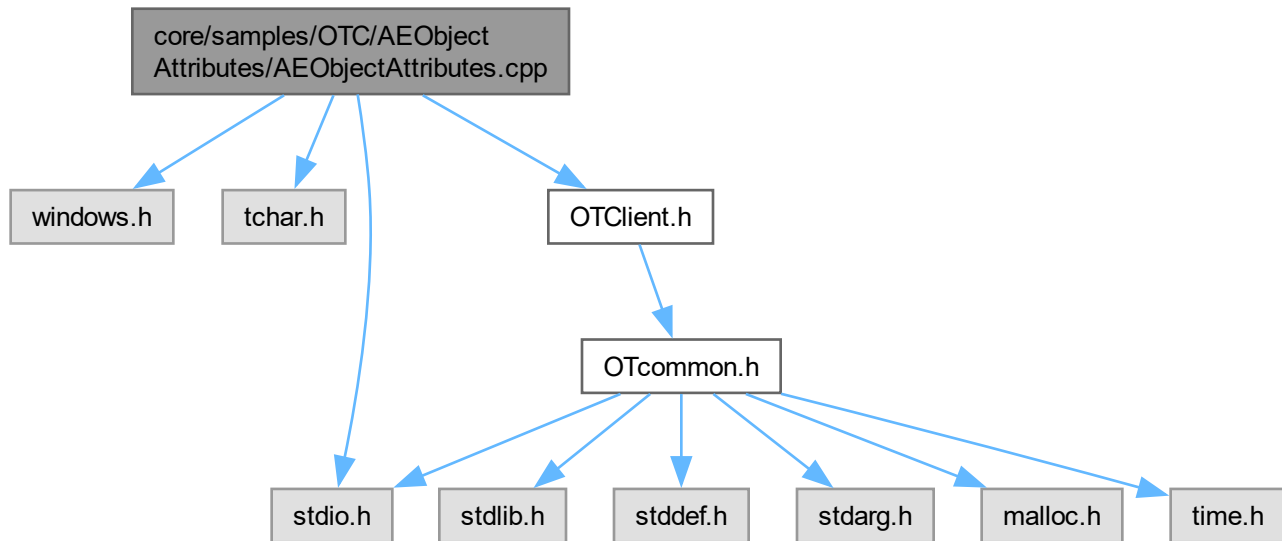 core/samples/OTC/AEObject
Attributes/AEObjectAttributes.cpp
windows.h
tchar.h
OTClient.h
OTcommon.h
stdio.h
stdlib.h
stddef.h
stdarg.h
malloc.h
time.h